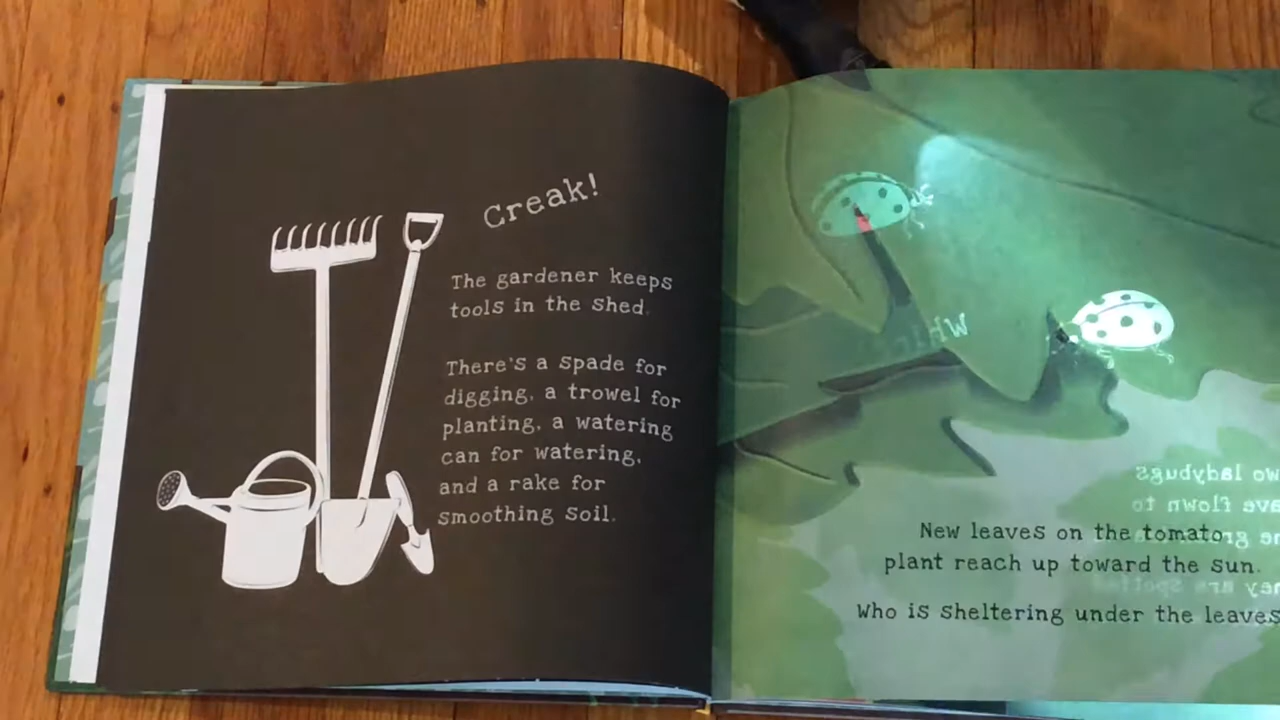 Creak!
The gardener keeps
tools in the shed.
There's a spade for
digging, a trowel for
planting, a watering
can for watering,
and a rake for
smoothing soil.
New leaves on the tomato
plant reach up toward the sun.
Who is sheltering under the leaves